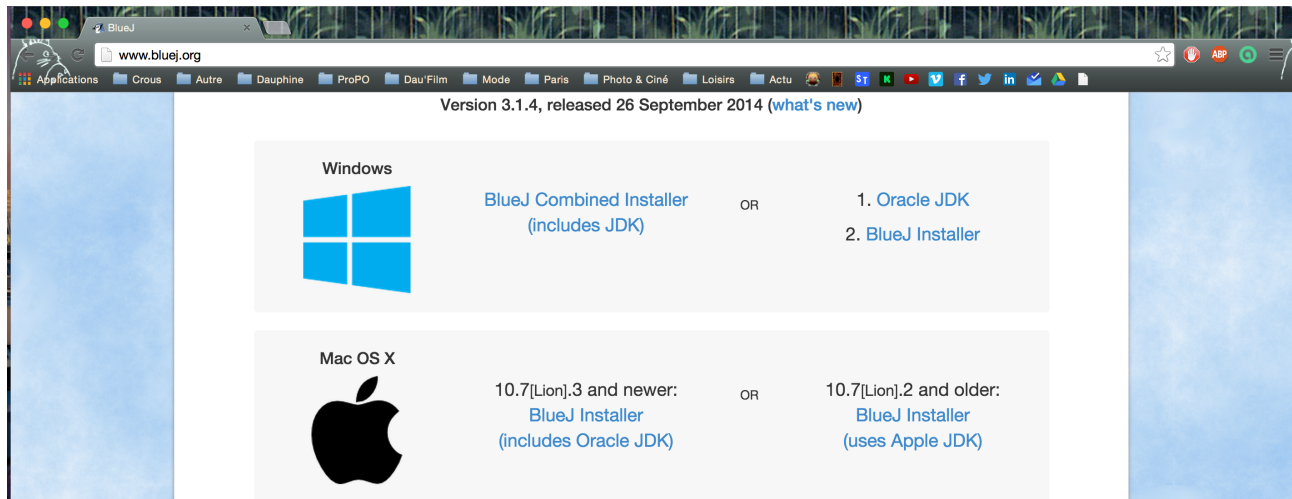 BlueJ
www.bluej.org
ABP
Applications Crous Autre Dauphine ProPO Dau'Film Mode Paris Photo & Ciné Loisirs Actu
Version 3.1.4, released 26 September 2014 (what's new)
Windows
BlueJ Combined Installer
(includes JDK)
OR
1. Oracle JDK
2. BlueJ Installer
Mac OS X
10.7[Lion].3 and newer:
BlueJ Installer
(includes Oracle JDK)
OR
10.7[Lion].2 and older:
BlueJ Installer
(uses Apple JDK)